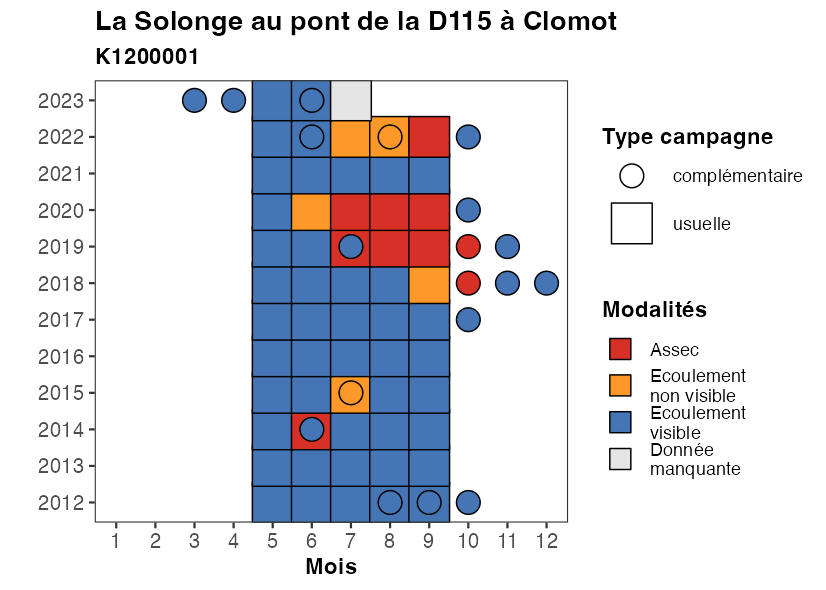 La Solonge au pont de la D115 à Clomot
K1200001
2023
2022
2021
2020
2019
2018
2017
2016
2015
2014
2013
2012
1 2 3 4 5 6 7 8 9 10 11 12
Mois
Type campagne
complémentaire
usuelle
Modalités
Assec
Ecoulement
non visible
Ecoulement
visible
Donnée
manquante